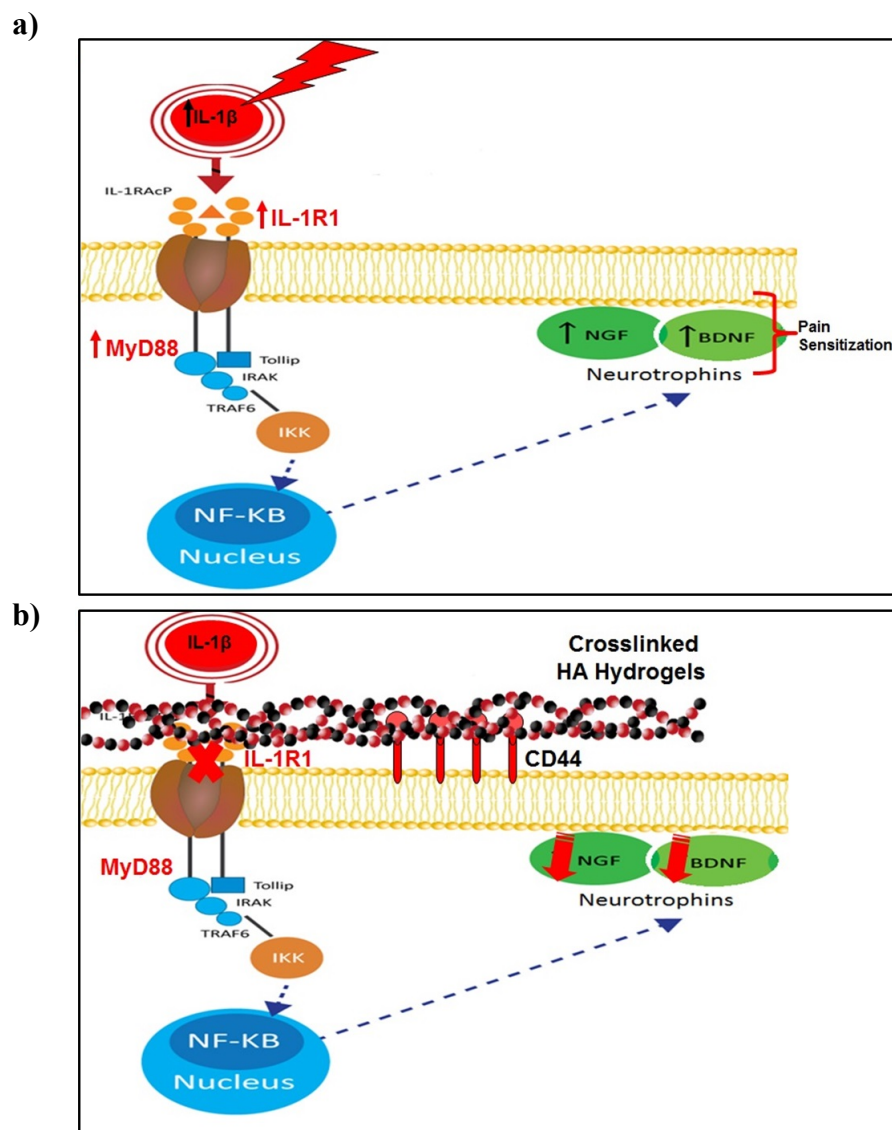 a)
↑IL-1β
IL-1RAcP
↑IL-1R1
↑MyD88
Tollip
IRAK
TRAF6
IKK
NF-KB
Nucleus
↑ NGF
↑ BDNF
Neurotrophins
Pain
Sensitization
b)
IL-1β
Crosslinked
HA Hydrogels
IL-1R1
CD44
MyD88
Tollip
IRAK
TRAF6
IKK
NF-KB
Nucleus
NGF
BDNF
Neurotrophins